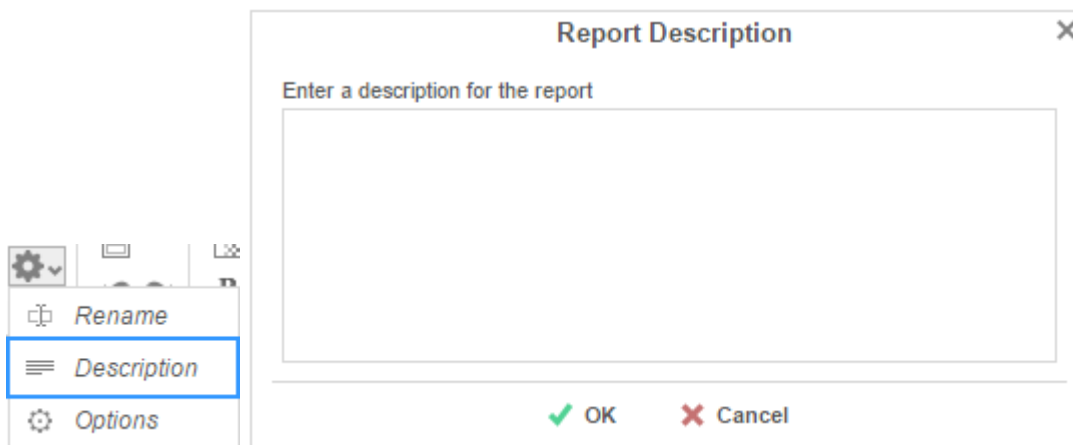 Report Description
Enter a description for the report
Rename
Description
Options
OK
Cancel